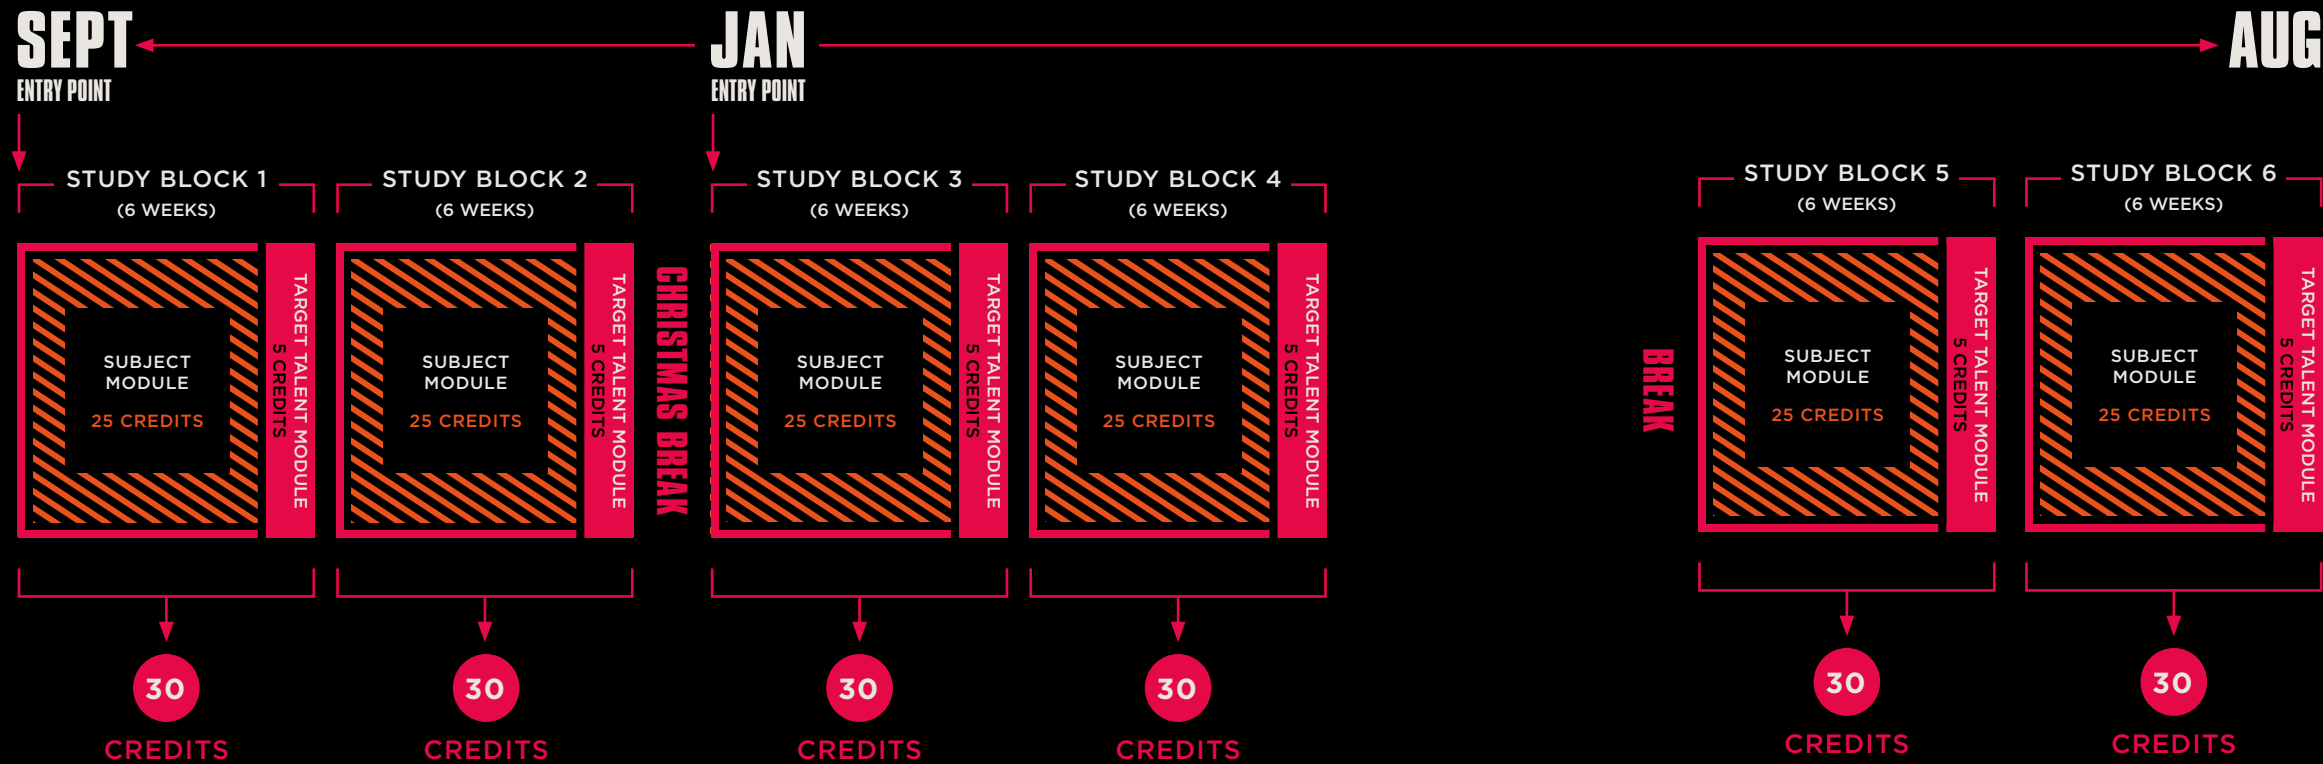 SEPT
ENTRY POINT
JAN
ENTRY POINT
AUG
STUDY BLOCK 1
(6 WEEKS)
SUBJECT
MODULE
25 CREDITS
TARGET TALENT MODULE
5 CREDITS
30
CREDITS
STUDY BLOCK 2
(6 WEEKS)
SUBJECT
MODULE
25 CREDITS
TARGET TALENT MODULE
5 CREDITS
30
CREDITS
CHRISTMAS BREAK
STUDY BLOCK 3
(6 WEEKS)
SUBJECT
MODULE
25 CREDITS
TARGET TALENT MODULE
5 CREDITS
30
CREDITS
STUDY BLOCK 4
(6 WEEKS)
SUBJECT
MODULE
25 CREDITS
TARGET TALENT MODULE
5 CREDITS
30
CREDITS
BREAK
STUDY BLOCK 5
(6 WEEKS)
SUBJECT
MODULE
25 CREDITS
TARGET TALENT MODULE
5 CREDITS
30
CREDITS
STUDY BLOCK 6
(6 WEEKS)
SUBJECT
MODULE
25 CREDITS
TARGET TALENT MODULE
5 CREDITS
30
CREDITS